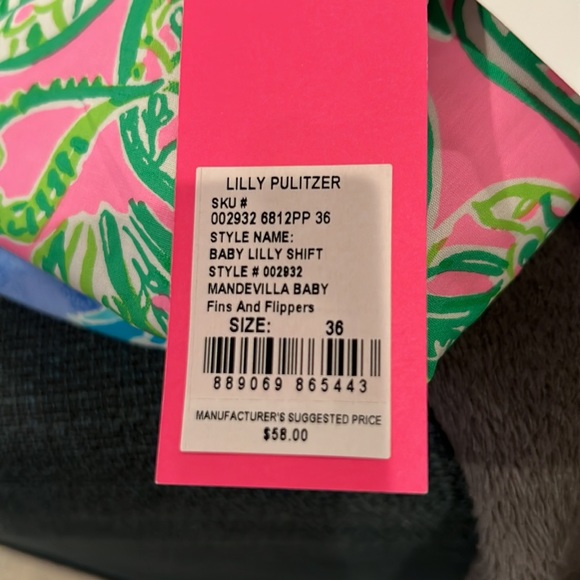 LILLY PULITZER
SKU #
002932 6812PP 36
STYLE NAME:
BABY LILLY SHIFT
STYLE # 002932
MANDEVILLA BABY
Fins And Flippers
SIZE: 36
889069 865443
MANUFACTURER'S SUGGESTED PRICE
$58.00